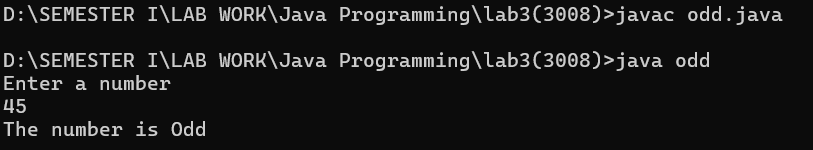 D:\SEMESTER I\LAB WORK\Java Programming\lab3(3008)>javac odd.java
D:\SEMESTER I\LAB WORK\Java Programming\lab3(3008)>java odd
Enter a number
45
The number is Odd